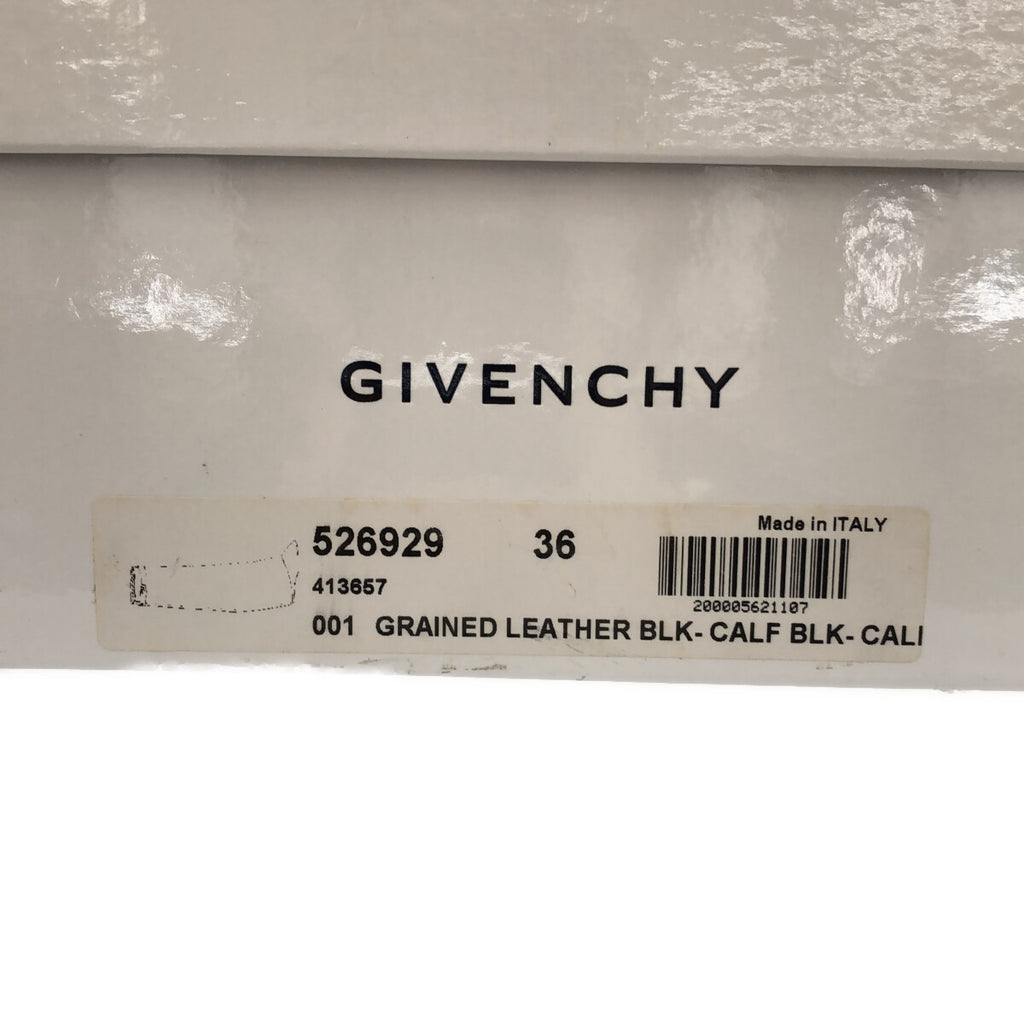 GIVENCHY
Made in ITALY
526929 36
413657
200005621107
001 GRAINED LEATHER BLK- CALF BLK- CALI